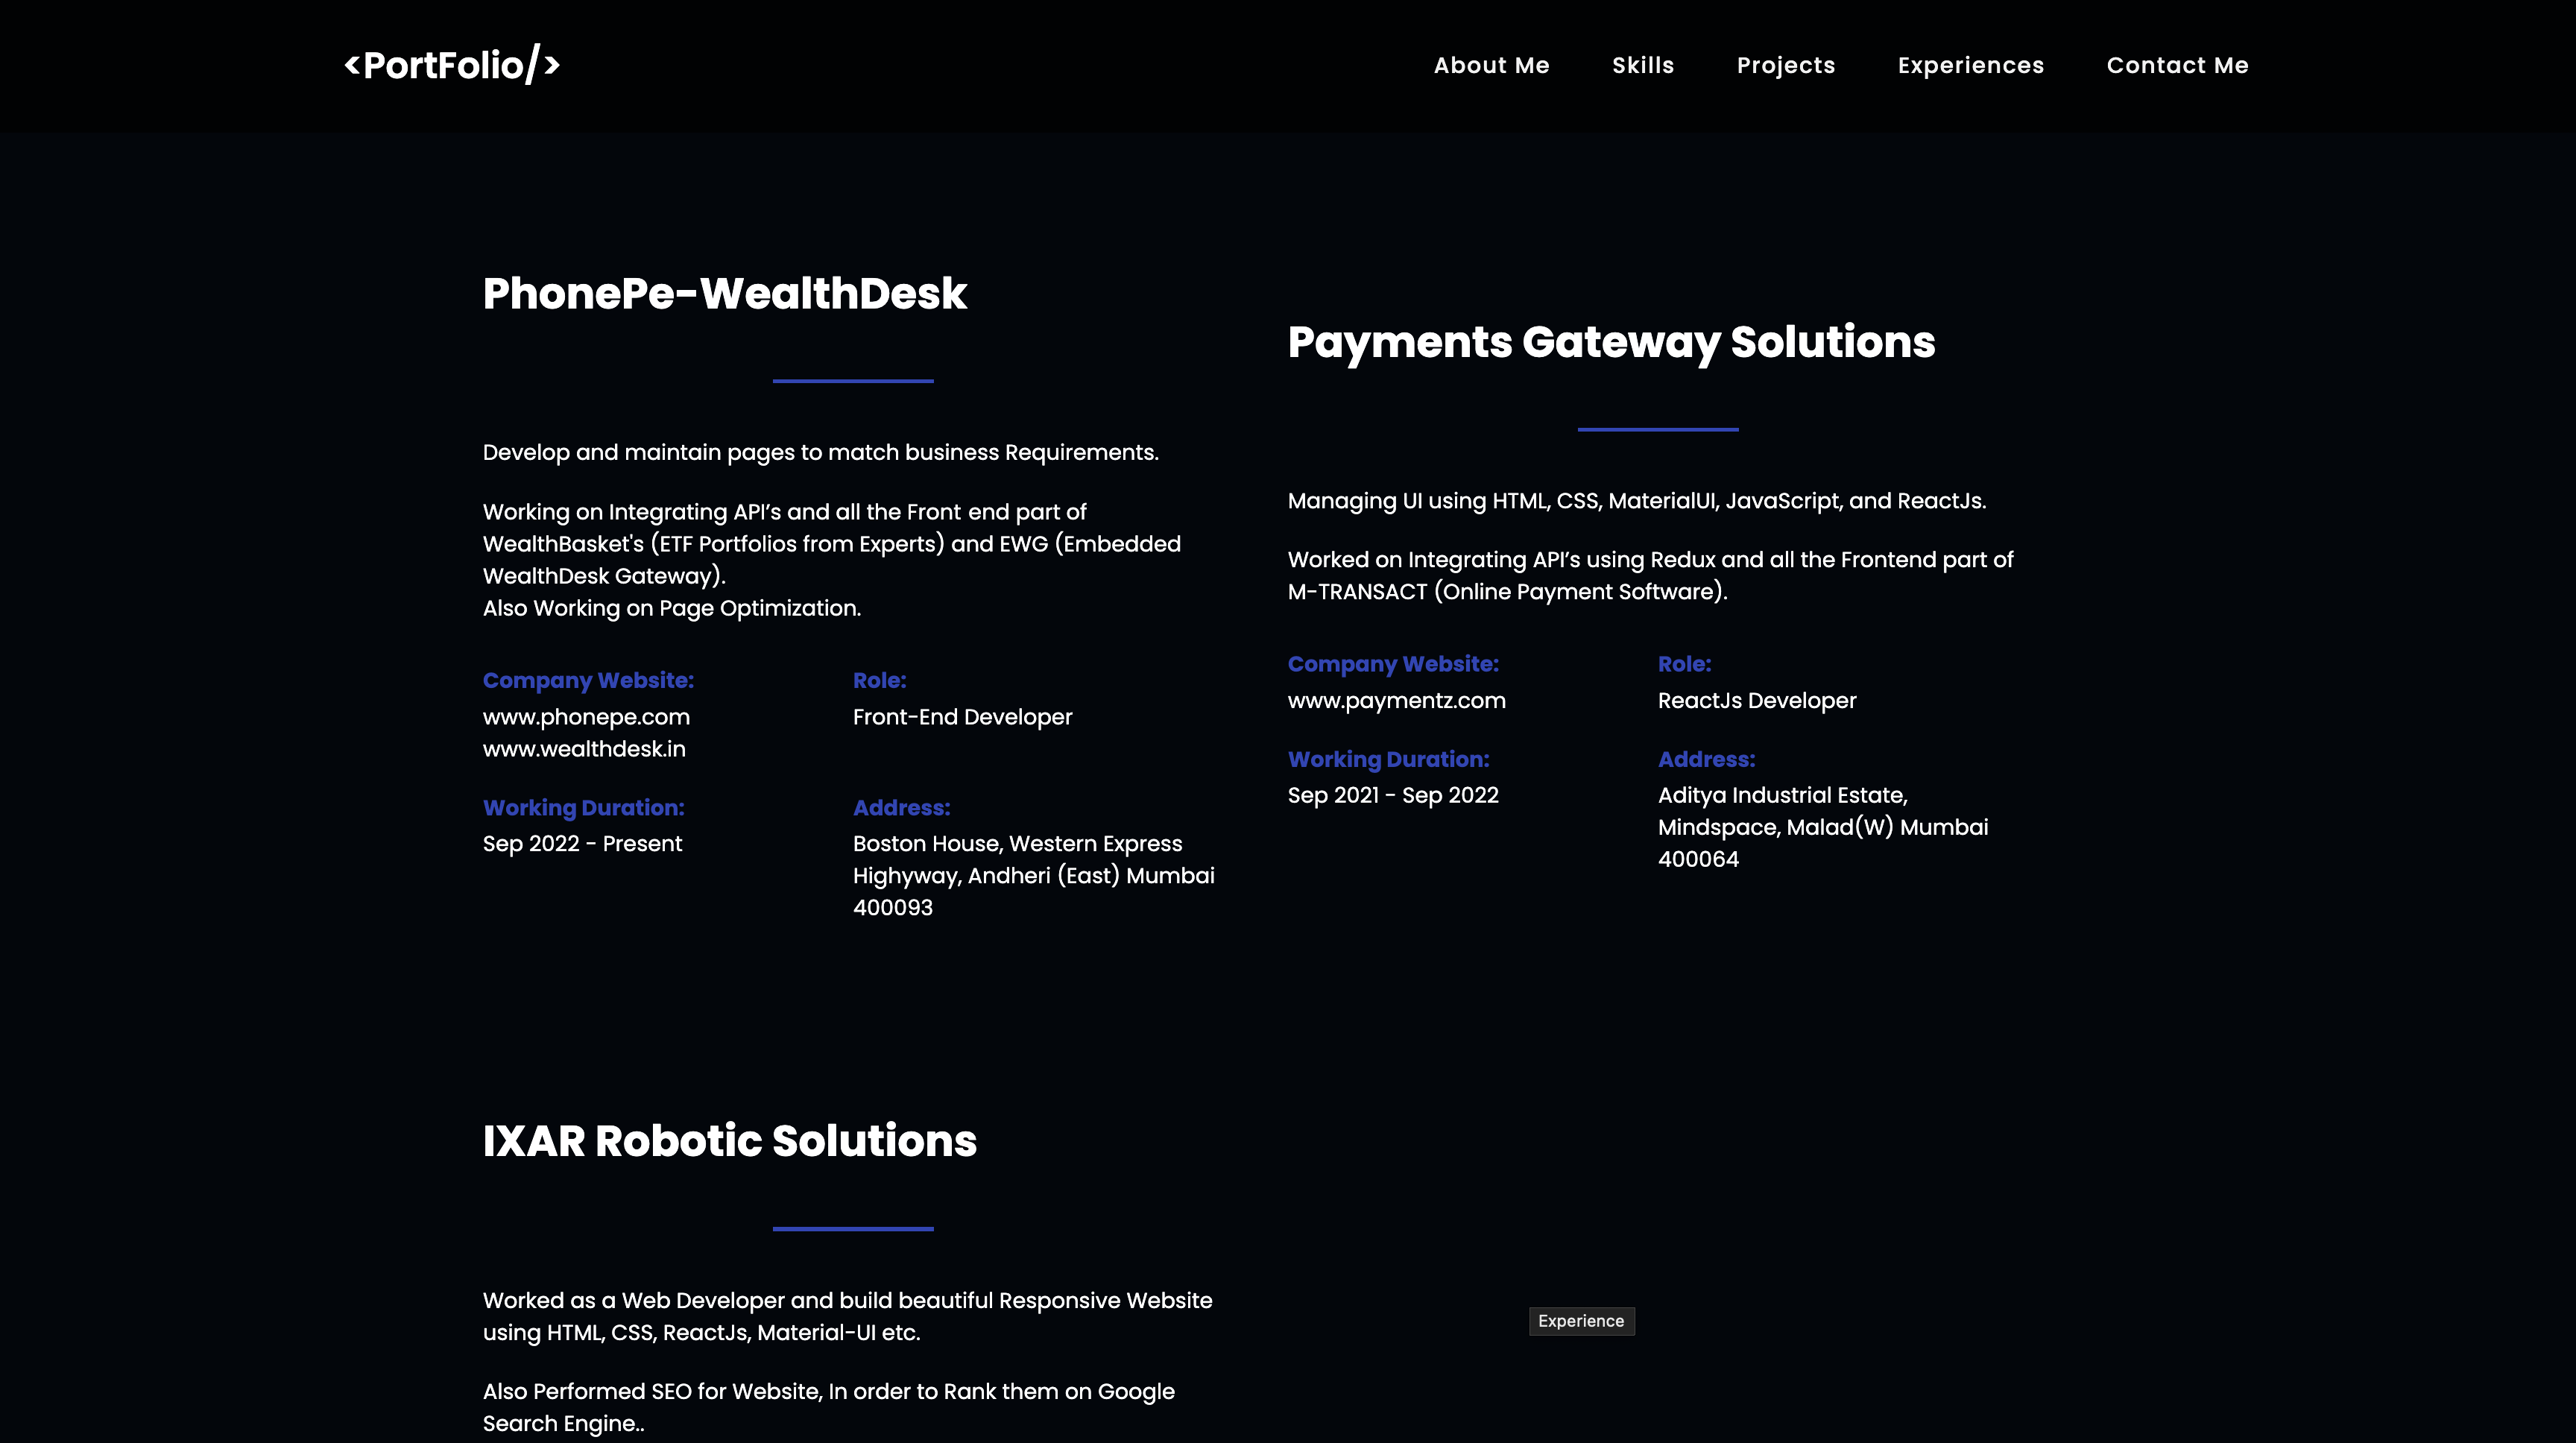 <PortFolio/>
About Me
Skills
Projects
Experiences
Contact Me
PhonePe-WealthDesk
Develop and maintain pages to match business Requirements.
Working on Integrating API’s and all the Front end part of
WealthBasket's (ETF Portfolios from Experts) and EWG (Embedded
WealthDesk Gateway).
Also Working on Page Optimization.
Company Website:
www.phonepe.com
www.wealthdesk.in
Role:
Front-End Developer
Working Duration:
Sep 2022 - Present
Address:
Boston House, Western Express
Highyway, Andheri (East) Mumbai
400093
Payments Gateway Solutions
Managing UI using HTML, CSS, MaterialUI, JavaScript, and ReactJs.
Worked on Integrating API’s using Redux and all the Frontend part of
M-TRANSACT (Online Payment Software).
Company Website:
www.paymentz.com
Role:
ReactJs Developer
Working Duration:
Sep 2021 - Sep 2022
Address:
Aditya Industrial Estate,
Mindspace, Malad(W) Mumbai
400064
IXAR Robotic Solutions
Worked as a Web Developer and build beautiful Responsive Website
using HTML, CSS, ReactJs, Material-UI etc.
Also Performed SEO for Website, In order to Rank them on Google
Search Engine..
Experience